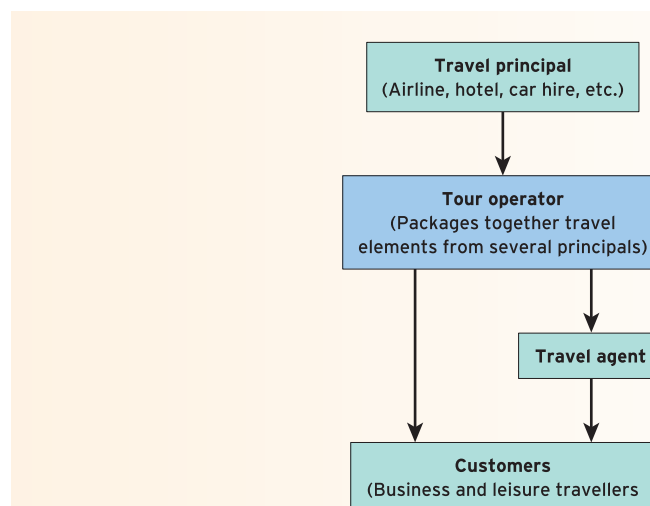 Travel principal
(Airline, hotel, car hire, etc.)
Tour operator
(Packages together travel
elements from several principals)
Travel agent
Customers
(Business and leisure travellers